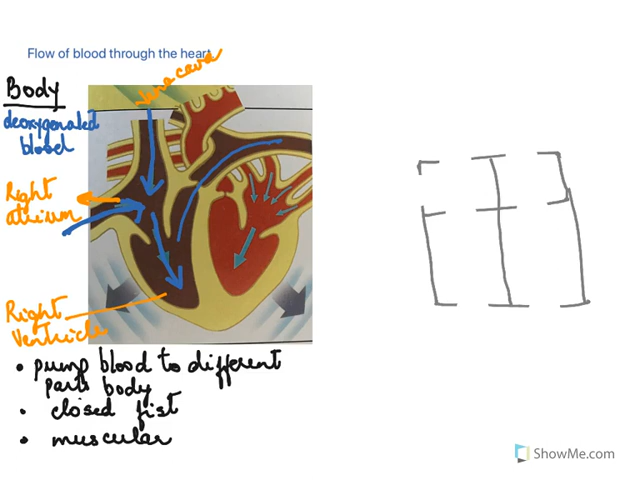 Flow of blood through the heart
Vena cava
Body
deoxygenated
blood
Right
atrium
Right
ventricle
• pump blood to different
parts body
• closed fist
• muscular
ShowMe.com